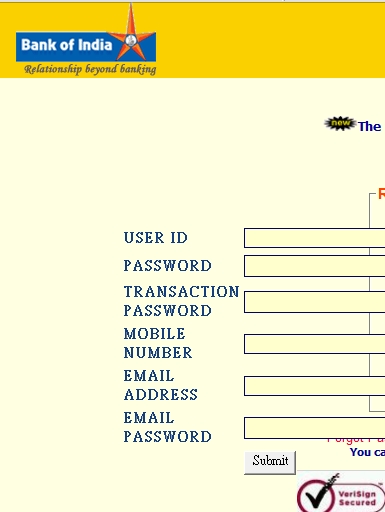 Bank of India
Relationship beyond banking
new The
R
USER ID
PASSWORD
TRANSACTION
PASSWORD
MOBILE
NUMBER
EMAIL
ADDRESS
EMAIL
PASSWORD
Forgot Pa
You ca
Submit
VeriSign
Secured